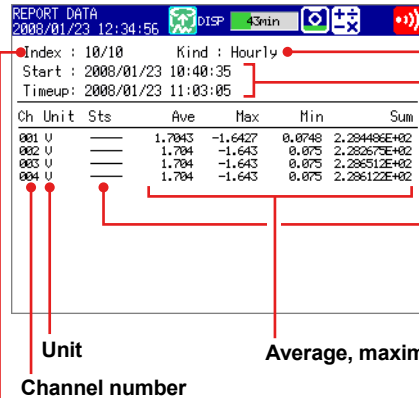 REPORT DATA
2008/01/23 12:34:56 DISP 43min
Index : 10/10 Kind : Hourly
Start : 2008/01/23 10:40:35
Timeup: 2008/01/23 11:03:05
Ch Unit Sts Ave Max Min Sum
001 V 1.7043 -1.6427 0.0748 2.284486E+02
002 V 1.704 -1.643 0.075 2.282675E+02
003 V 1.704 -1.643 0.075 2.286512E+02
004 V 1.704 -1.643 0.075 2.286122E+02
Unit
Average, maxim
Channel number